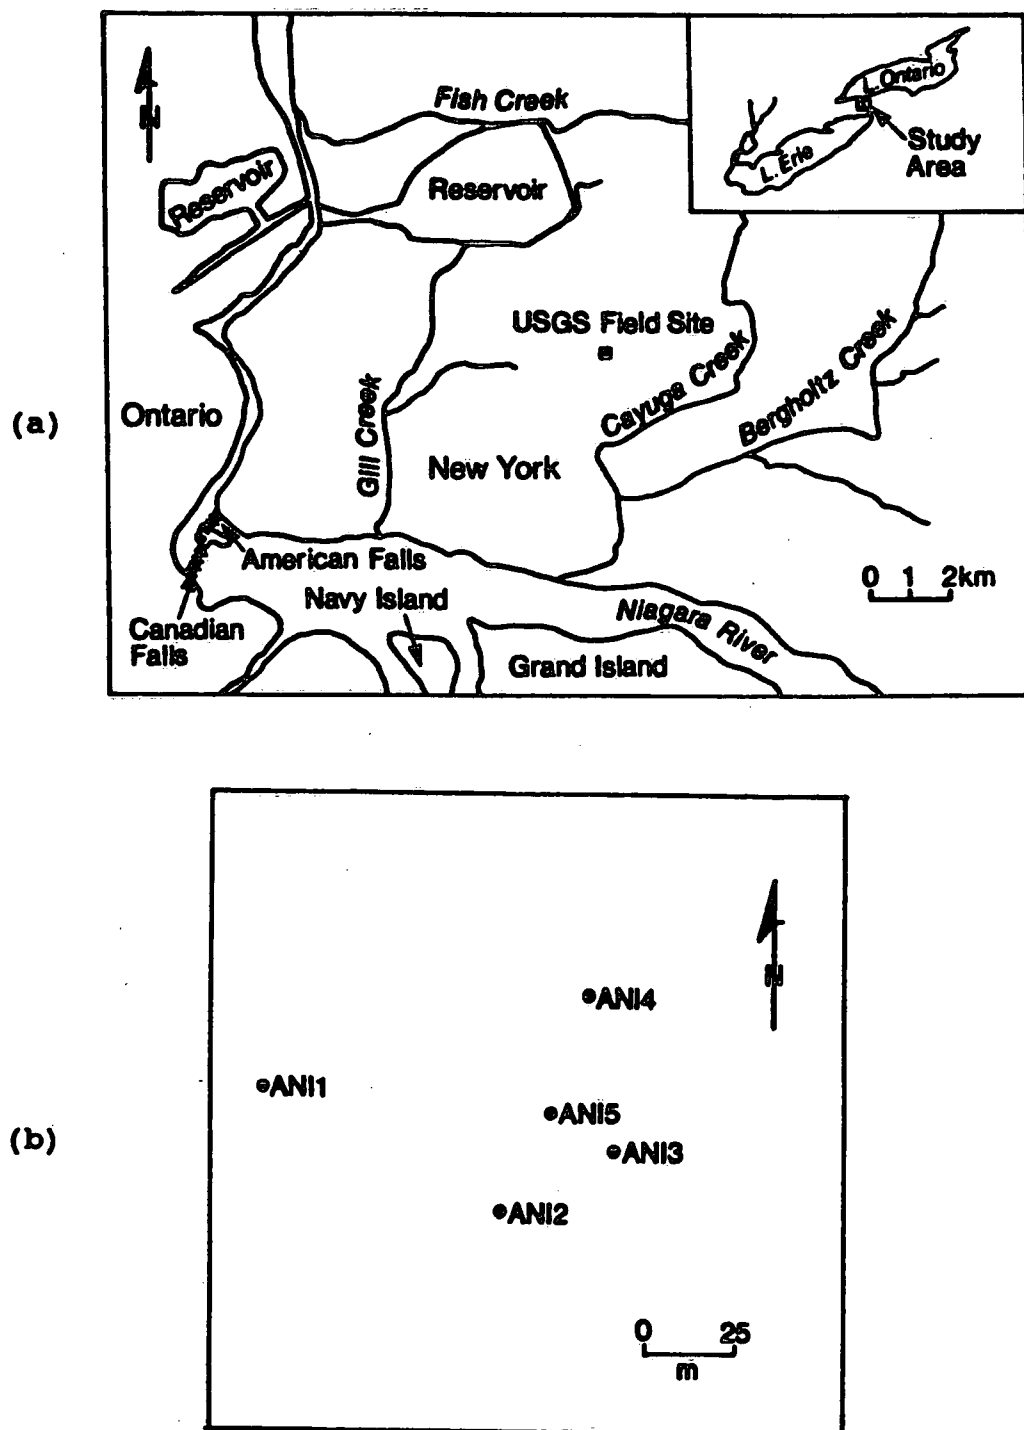 (a)
N
Fish Creek
Reservoir
Reservoir
L. Ontario
L. Erie
Study
Area
USGS Field Site
Cayuga Creek
Bergholtz Creek
Ontario
Gill Creek
New York
American Falls
Navy Island
Canadian
Falls
Niagara River
Grand Island
0 1 2km
(b)
N
ANI4
ANI1
ANI5
ANI3
ANI2
0 25
m